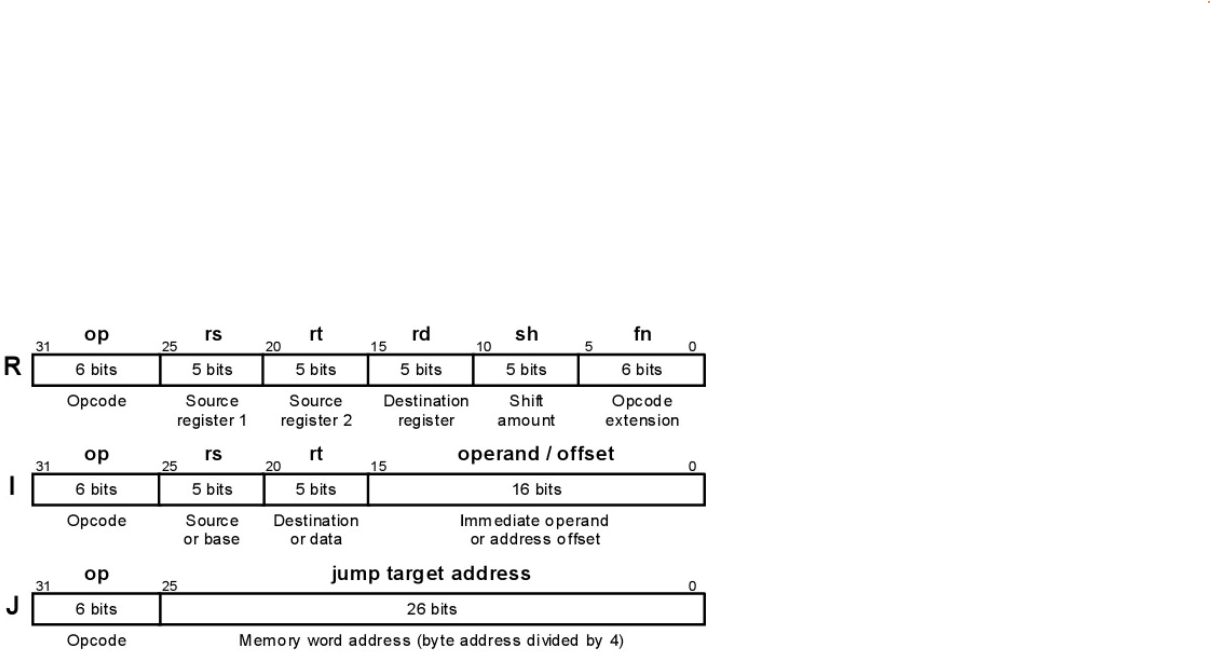 op rs rt rd sh fn
31 25 20 15 10 5 0
R 6 bits 5 bits 5 bits 5 bits 5 bits 6 bits
Opcode Source Source Destination Shift Opcode
register 1 register 2 register amount extension
op rs rt operand / offset
31 25 20 15 0
I 6 bits 5 bits 5 bits 16 bits
Opcode Source Destination Immediate operand
or base or data or address offset
op jump target address
31 25 0
J 6 bits 26 bits
Opcode Memory word address (byte address divided by 4)